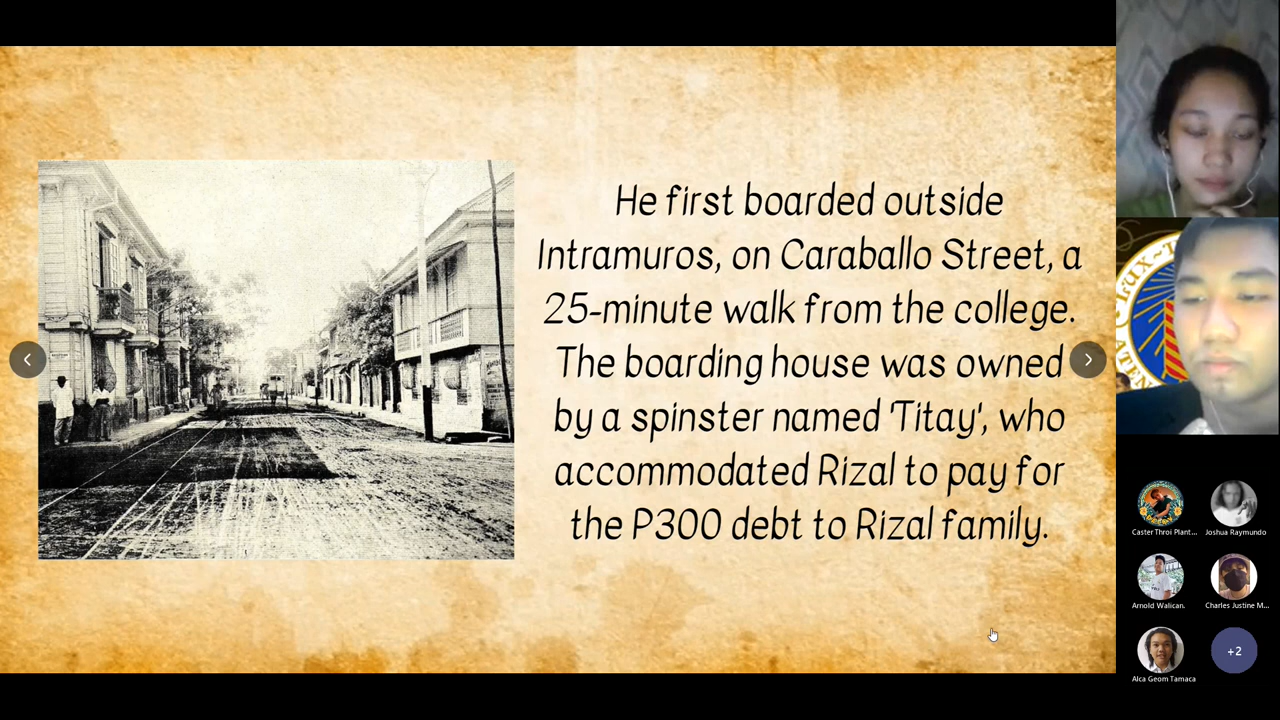 He first boarded outside
Intramuros, on Caraballo Street, a
25-minute walk from the college.
The boarding house was owned
by a spinster named 'Titay', who
accommodated Rizal to pay for
the P300 debt to Rizal family.
Caster Throi Plant...
Joshua Raymundo
Arnold Walican.
Charles Justine M...
Alca Geom Tamaca
+2